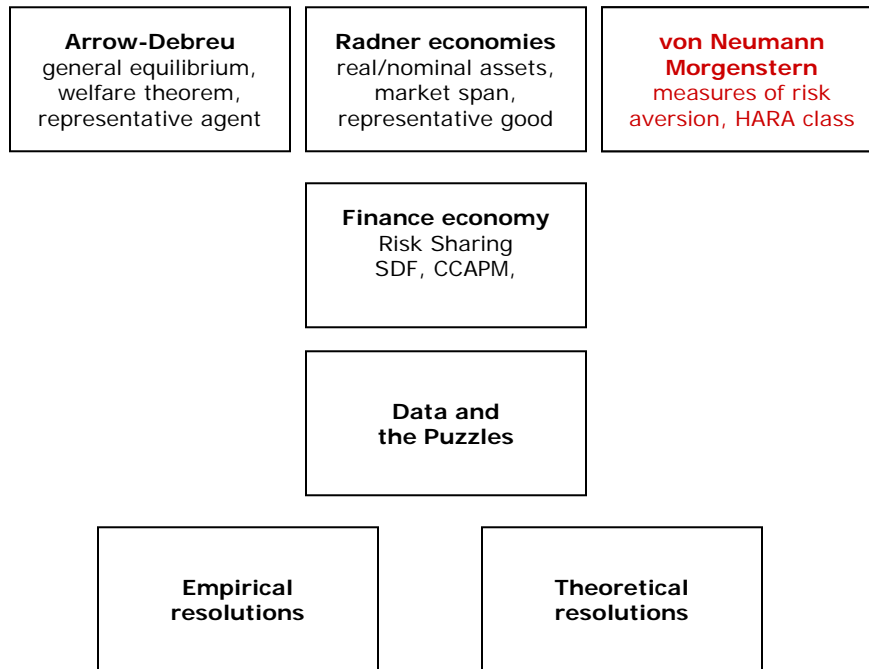 Arrow-Debreu
general equilibrium,
welfare theorem,
representative agent
Radner economies
real/nominal assets,
market span,
representative good
von Neumann
Morgenstern
measures of risk
aversion, HARA class
Finance economy
Risk Sharing
SDF, CCAPM,
Data and
the Puzzles
Empirical
resolutions
Theoretical
resolutions